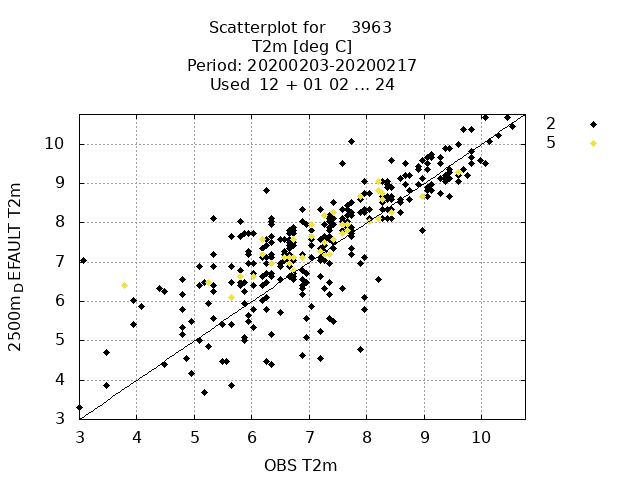 Scatterplot for 3963
T2m [deg C]
Period: 20200203-20200217
Used 12 + 01 02 ... 24
2
5
2500m_DEFAULT T2m
10
9
8
7
6
5
4
3
3 4 5 6 7 8 9 10
OBS T2m